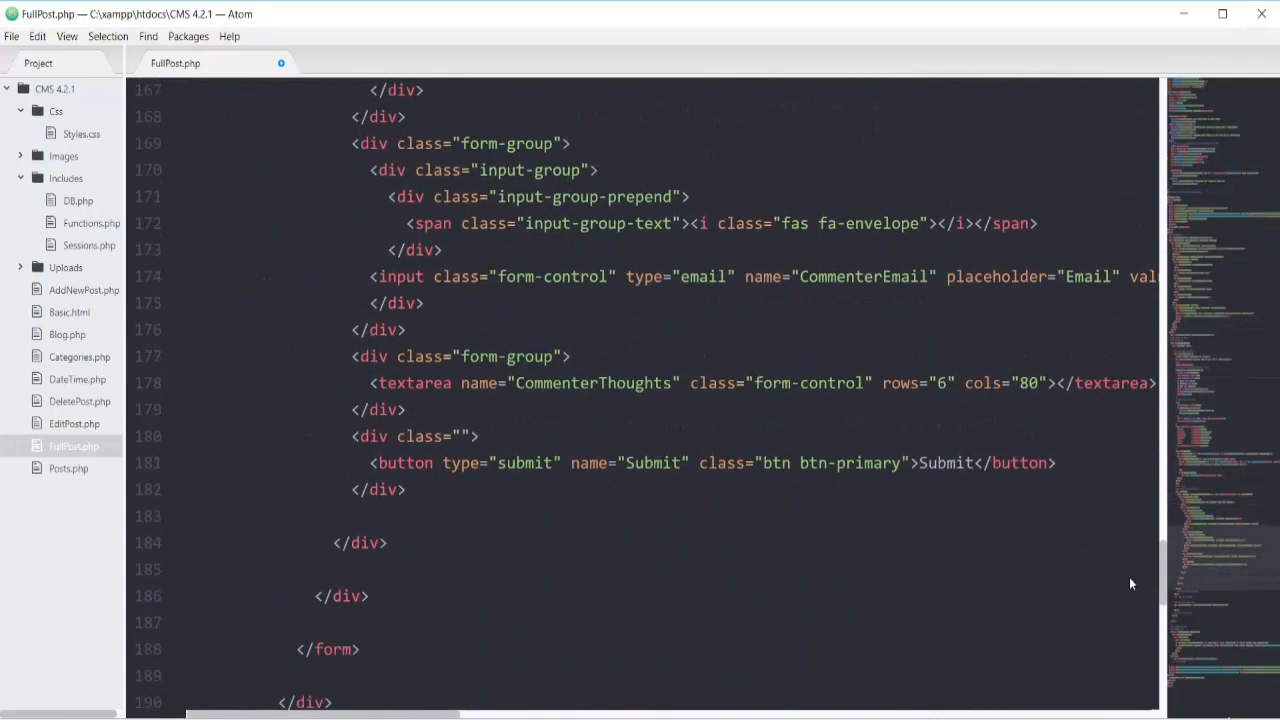 FullPost.php — C:\xampp\htdocs\CMS 4.2.1 — Atom
File Edit View Selection Find Packages Help
Project
FullPost.php
CMS 4.2.1
Css
Styles.css
Images
Includes
DB.php
Functions.php
Sessions.php
Uploads
AddNewPost.php
Basic.html
Blog.php
Categories.php
DateTime.php
DeletePost.php
EditPost.php
FullPost.php
Posts.php
167 </div>
168 </div>
169 <div class="form-group">
170 <div class="input-group">
171 <div class="input-group-prepend">
172 <span class="input-group-text"><i class="fas fa-envelope"></i></span>
173 </div>
174 <input class="form-control" type="email" name="CommenterEmail" placeholder="Email" val
175 </div>
176 </div>
177 <div class="form-group">
178 <textarea name="CommenterThoughts" class="form-control" rows="6" cols="80"></textarea>
179 </div>
180 <div class="">
181 <button type="submit" name="Submit" class="btn btn-primary">Submit</button>
182 </div>
183
184 </div>
185
186 </div>
187
188 </form>
189
190 </div>